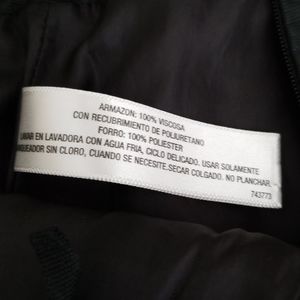 ARMAZON: 100% VISCOSA
CON RECUBRIMIENTO DE POLIURETANO
FORRO: 100% POLIESTER
LAVAR EN LAVADORA CON AGUA FRIA, CICLO DELICADO. USAR SOLAMENTE
BLANQUEADOR SIN CLORO, CUANDO SE NECESITE.SECAR COLGADO. NO PLANCHAR.
743773